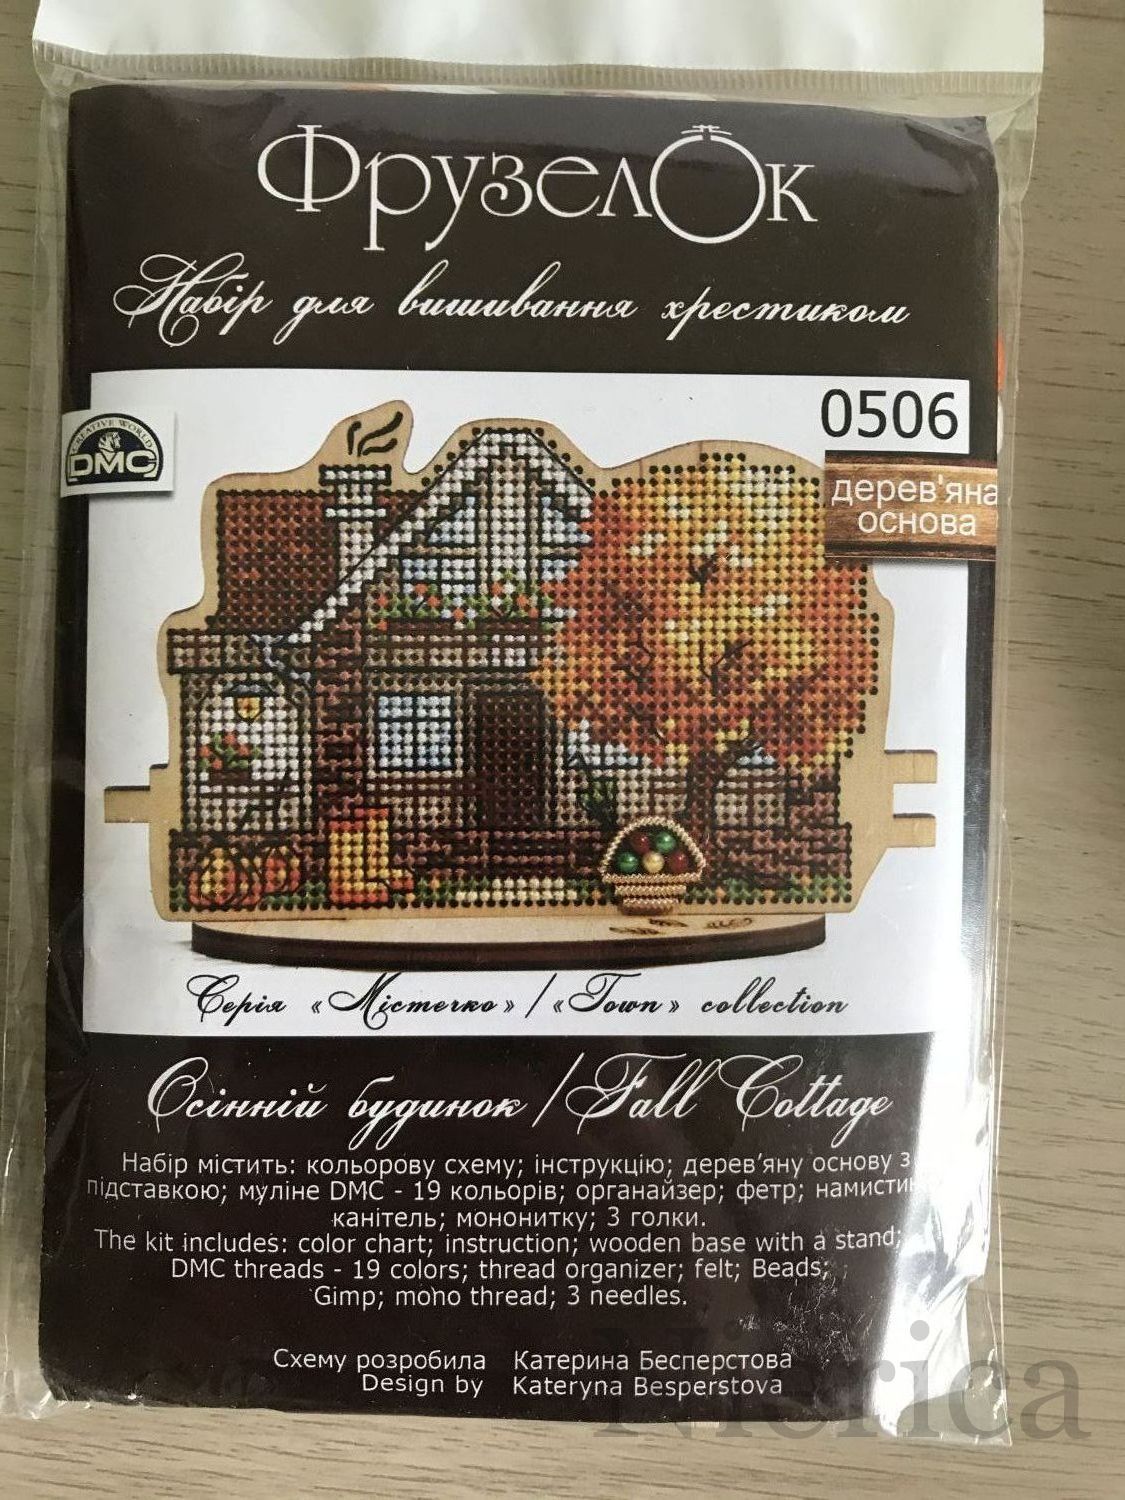 ФрузелОк
Набір для вишивання хрестиком
0506
CREATIVE WORLD
DMC
дерев'яна
основа
Серія «Містечко» / «Town» collection
Осінній будинок / Fall Cottage
Набір містить: кольорову схему; інструкцію; дерев'яну основу з
підставкою; муліне DMC - 19 кольорів; органайзер; фетр;
канітель; мононитку; 3 голки.
The kit includes: color chart; instruction; wooden base with a stand;
DMC threads - 19 colors; thread organizer; felt; Beads;
Gimp; mono thread; 3 needles.
Схему розробила Катерина Бесперстова
Design by Kateryna Besperstova
Nierica